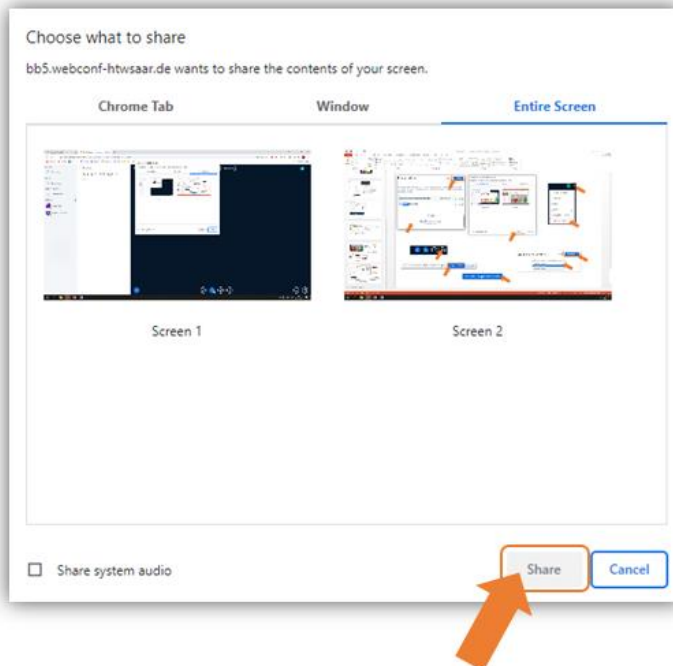 Choose what to share
bb5.webconf-htwsaar.de wants to share the contents of your screen.
Chrome Tab Window Entire Screen
Screen 1 Screen 2
Share system audio Share Cancel